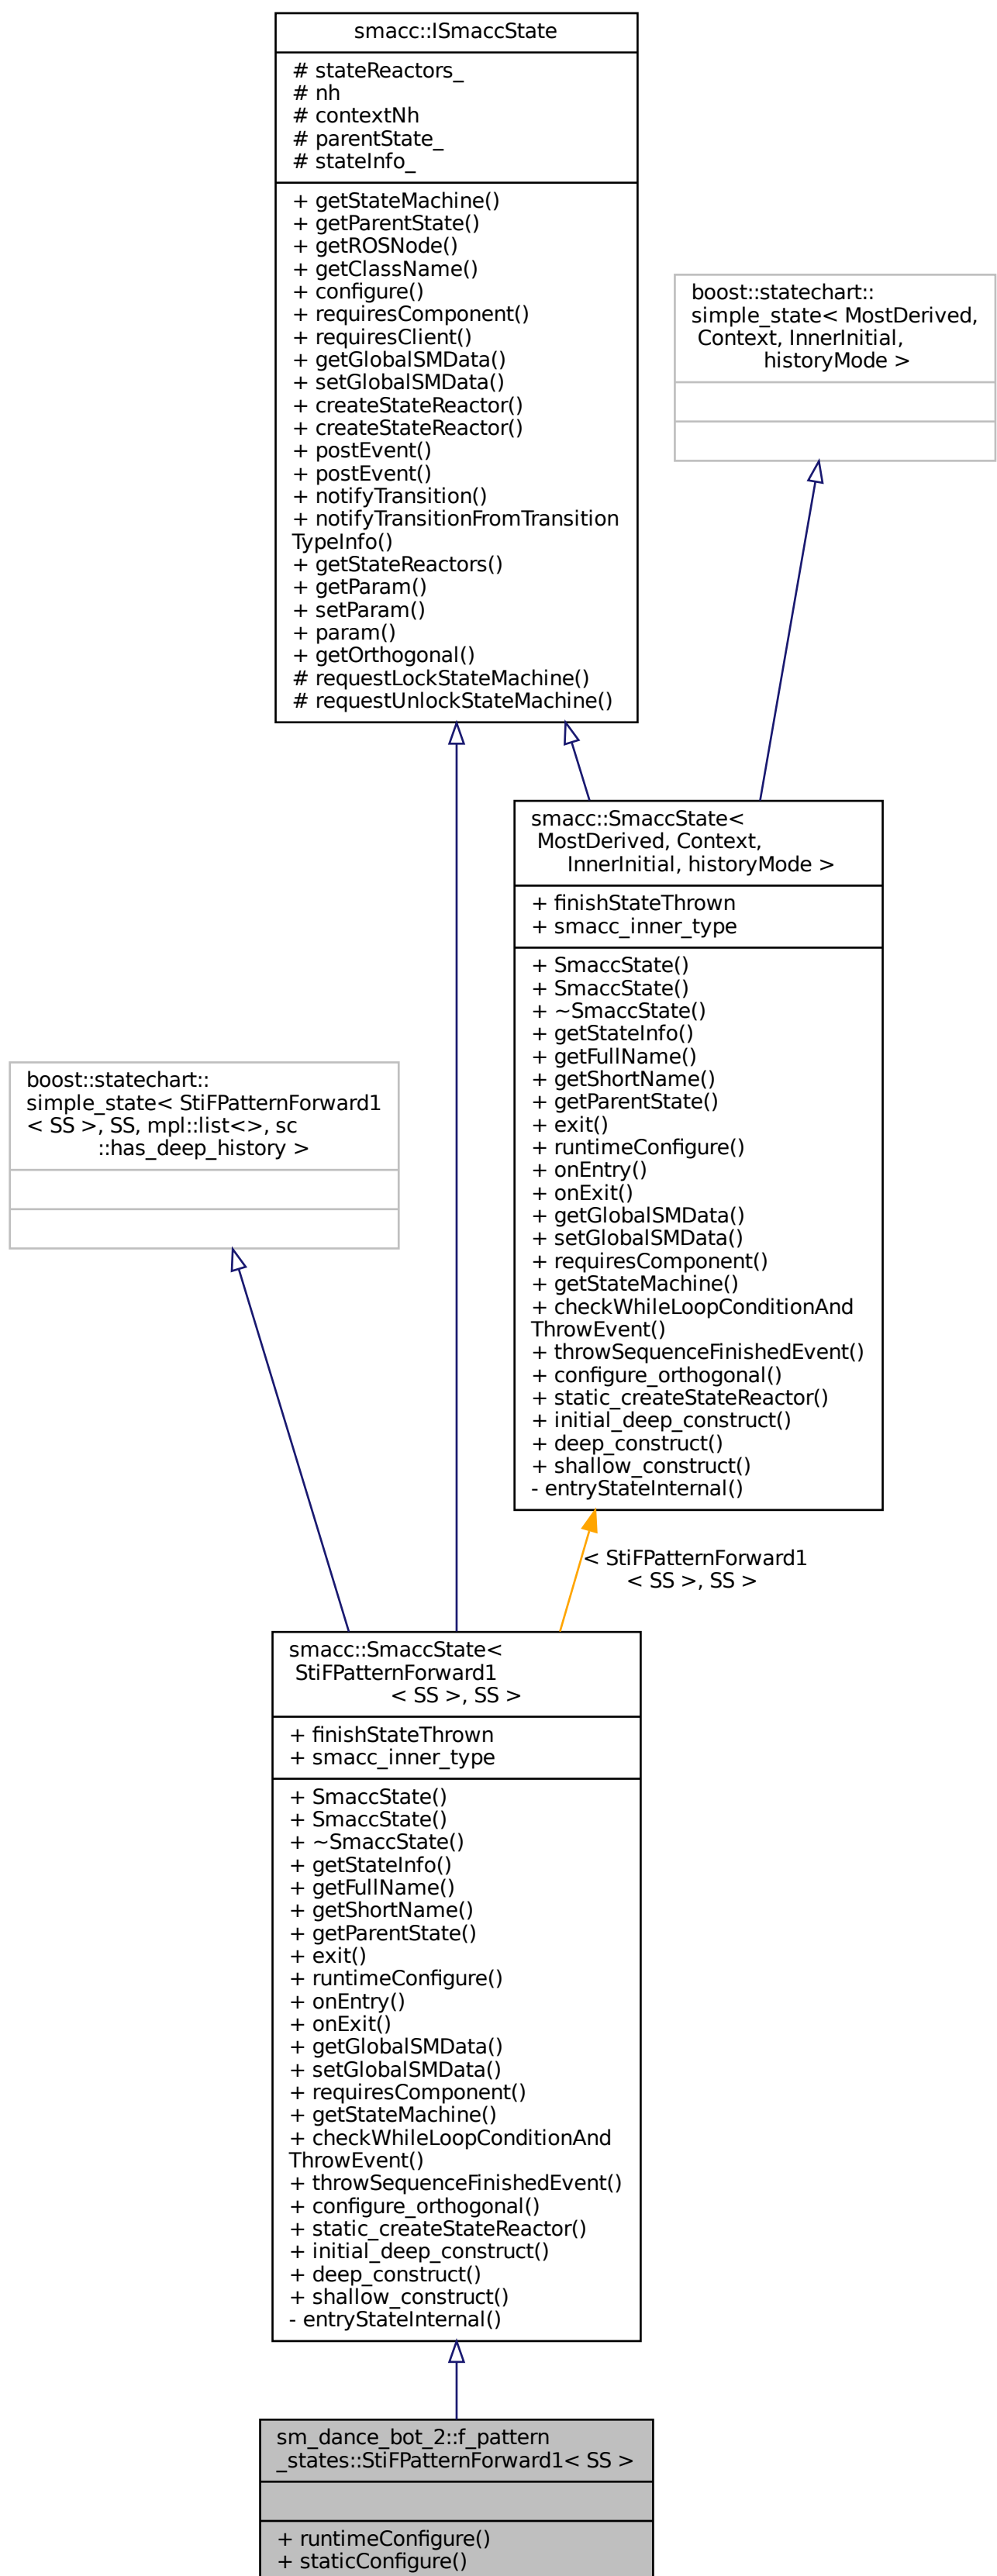 smacc::ISmaccState
# stateReactors_
# nh
# contextNh
# parentState_
# stateInfo_
+ getStateMachine()
+ getParentState()
+ getROSNode()
+ getClassName()
+ configure()
+ requiresComponent()
+ requiresClient()
+ getGlobalSMData()
+ setGlobalSMData()
+ createStateReactor()
+ createStateReactor()
+ postEvent()
+ postEvent()
+ notifyTransition()
+ notifyTransitionFromTransition
TypeInfo()
+ getStateReactors()
+ getParam()
+ setParam()
+ param()
+ getOrthogonal()
# requestLockStateMachine()
# requestUnlockStateMachine()
boost::statechart::
simple_state< MostDerived,
Context, InnerInitial,
historyMode >
smacc::SmaccState<
MostDerived, Context,
InnerInitial, historyMode >
+ finishStateThrown
+ smacc_inner_type
+ SmaccState()
+ SmaccState()
+ ~SmaccState()
+ getStateInfo()
+ getFullName()
+ getShortName()
+ getParentState()
+ exit()
+ runtimeConfigure()
+ onEntry()
+ onExit()
+ getGlobalSMData()
+ setGlobalSMData()
+ requiresComponent()
+ getStateMachine()
+ checkWhileLoopConditionAnd
ThrowEvent()
+ throwSequenceFinishedEvent()
+ configure_orthogonal()
+ static_createStateReactor()
+ initial_deep_construct()
+ deep_construct()
+ shallow_construct()
- entryStateInternal()
boost::statechart::
simple_state< StiFPatternForward1
< SS >, SS, mpl::list<>, sc
::has_deep_history >
< StiFPatternForward1
< SS >, SS >
smacc::SmaccState<
StiFPatternForward1
< SS >, SS >
+ finishStateThrown
+ smacc_inner_type
+ SmaccState()
+ SmaccState()
+ ~SmaccState()
+ getStateInfo()
+ getFullName()
+ getShortName()
+ getParentState()
+ exit()
+ runtimeConfigure()
+ onEntry()
+ onExit()
+ getGlobalSMData()
+ setGlobalSMData()
+ requiresComponent()
+ getStateMachine()
+ checkWhileLoopConditionAnd
ThrowEvent()
+ throwSequenceFinishedEvent()
+ configure_orthogonal()
+ static_createStateReactor()
+ initial_deep_construct()
+ deep_construct()
+ shallow_construct()
- entryStateInternal()
sm_dance_bot_2::f_pattern
_states::StiFPatternForward1< SS >
+ runtimeConfigure()
+ staticConfigure()